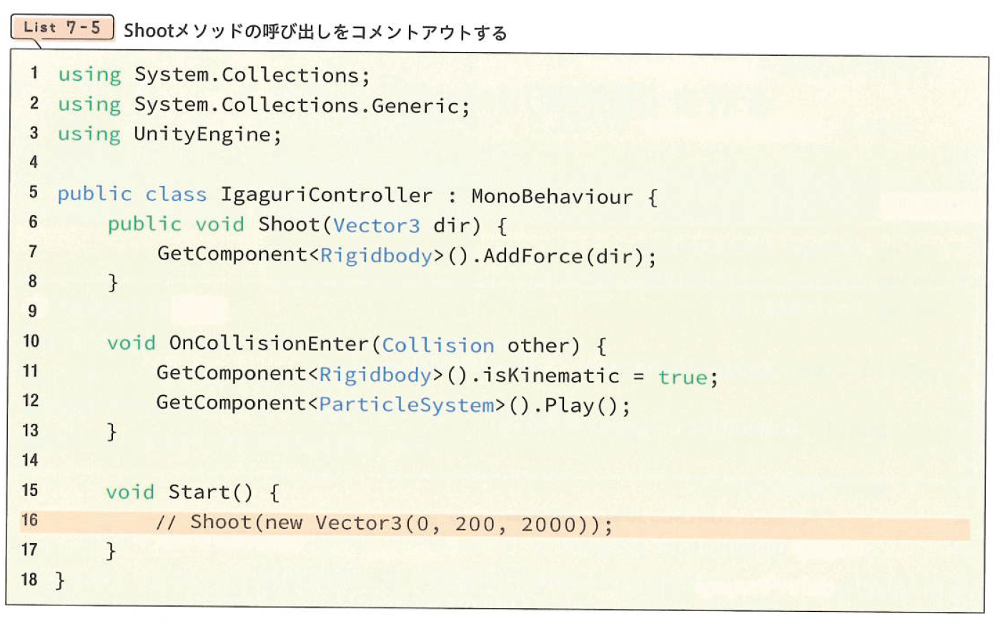 List 7-5 Shootメソッドの呼び出しをコメントアウトする
1 using System.Collections;
2 using System.Collections.Generic;
3 using UnityEngine;
4
5 public class IgaguriController : MonoBehaviour {
6     public void Shoot(Vector3 dir) {
7         GetComponent<Rigidbody>().AddForce(dir);
8     }
9
10     void OnCollisionEnter(Collision other) {
11         GetComponent<Rigidbody>().isKinematic = true;
12         GetComponent<ParticleSystem>().Play();
13     }
14
15     void Start() {
16         // Shoot(new Vector3(0, 200, 2000));
17     }
18 }